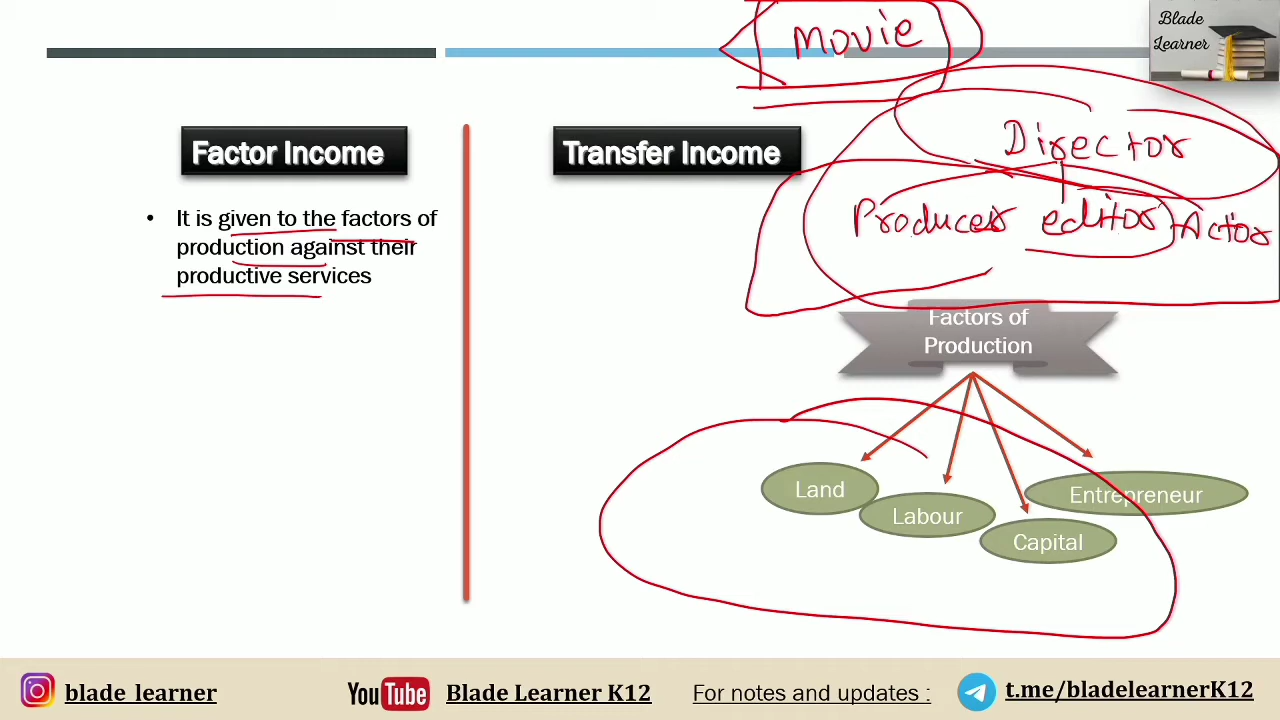 Movie
Blade
Learner
Director
Factor Income
Transfer Income
Producer editor Actor
• It is given to the factors of
production against their
productive services
Factors of
Production
Land
Labour
Capital
Entrepreneur
blade_learner
YouTube Blade Learner K12
For notes and updates :
t.me/bladelearnerK12